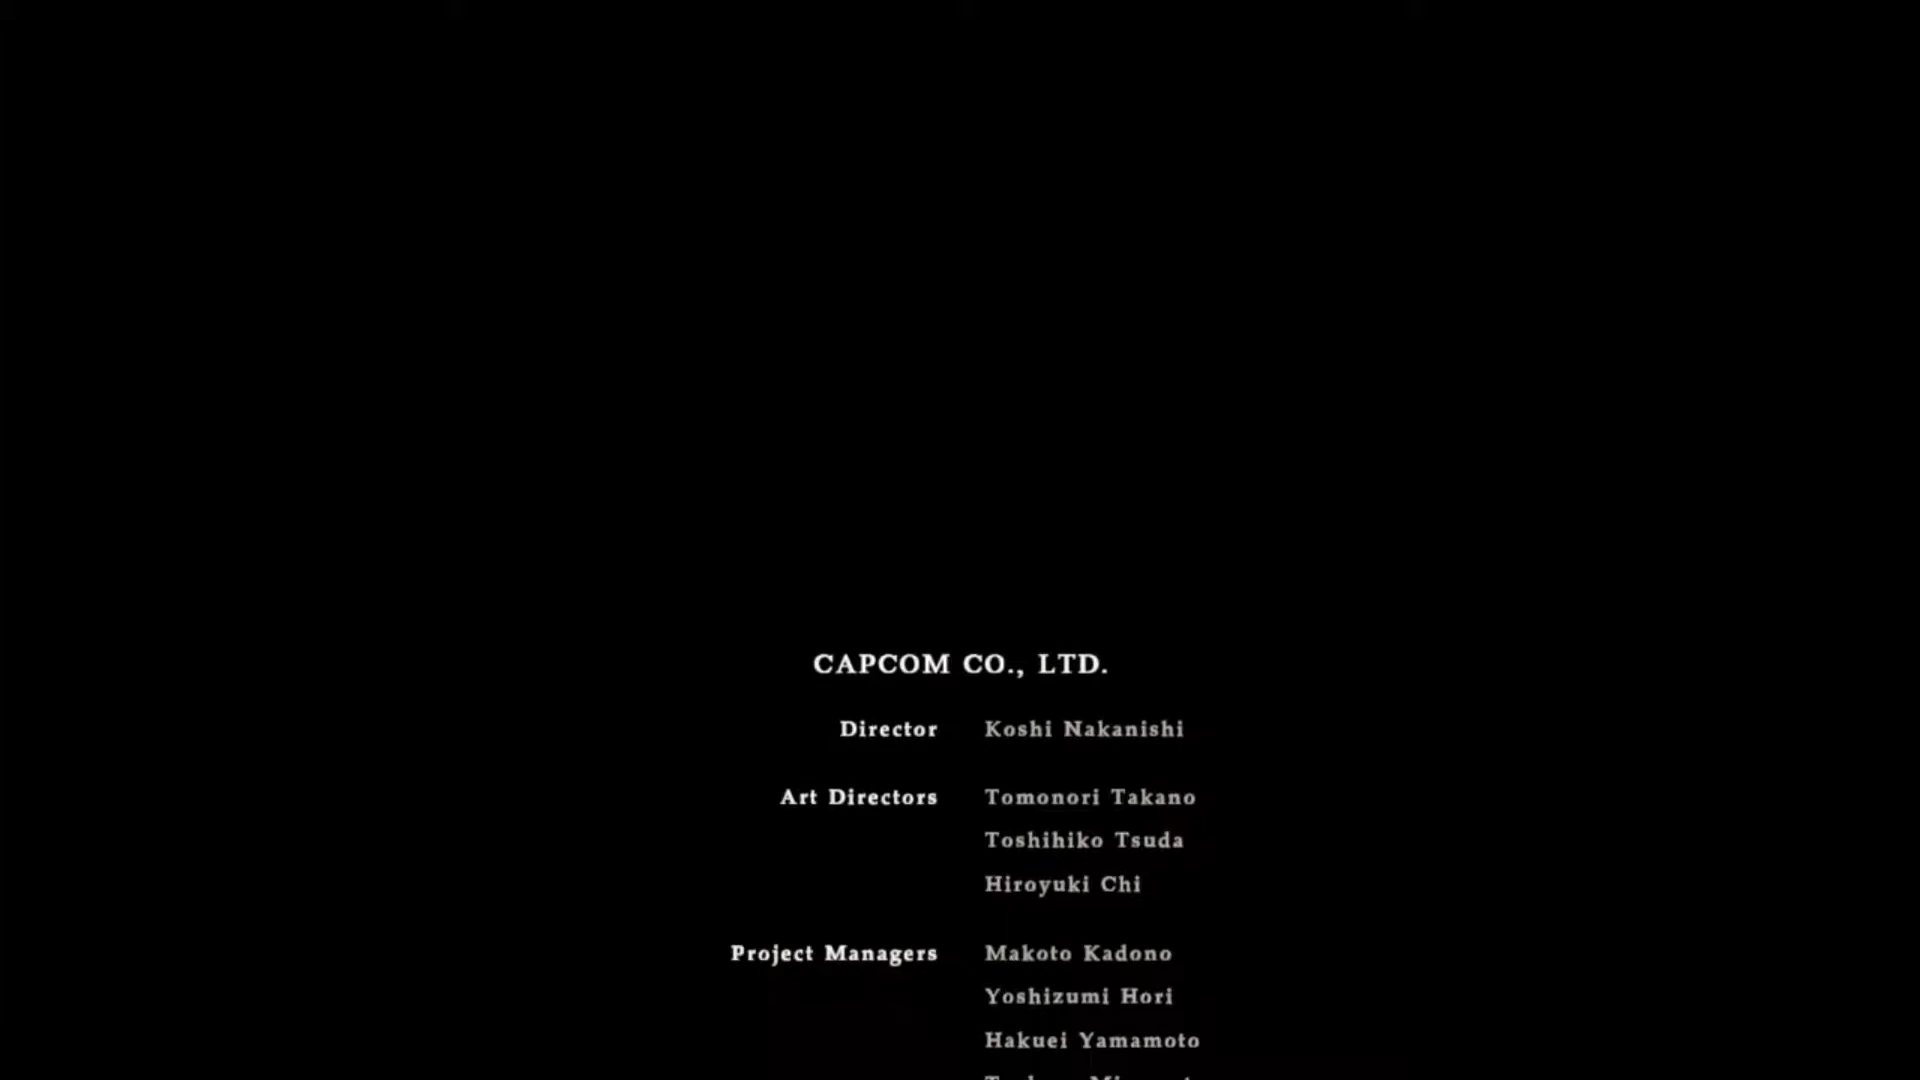 CAPCOM CO., LTD.
Director Koshi Nakanishi
Art Directors Tomonori Takano
Toshihiko Tsuda
Hiroyuki Chi
Project Managers Makoto Kadono
Yoshizumi Hori
Hakuei Yamamoto